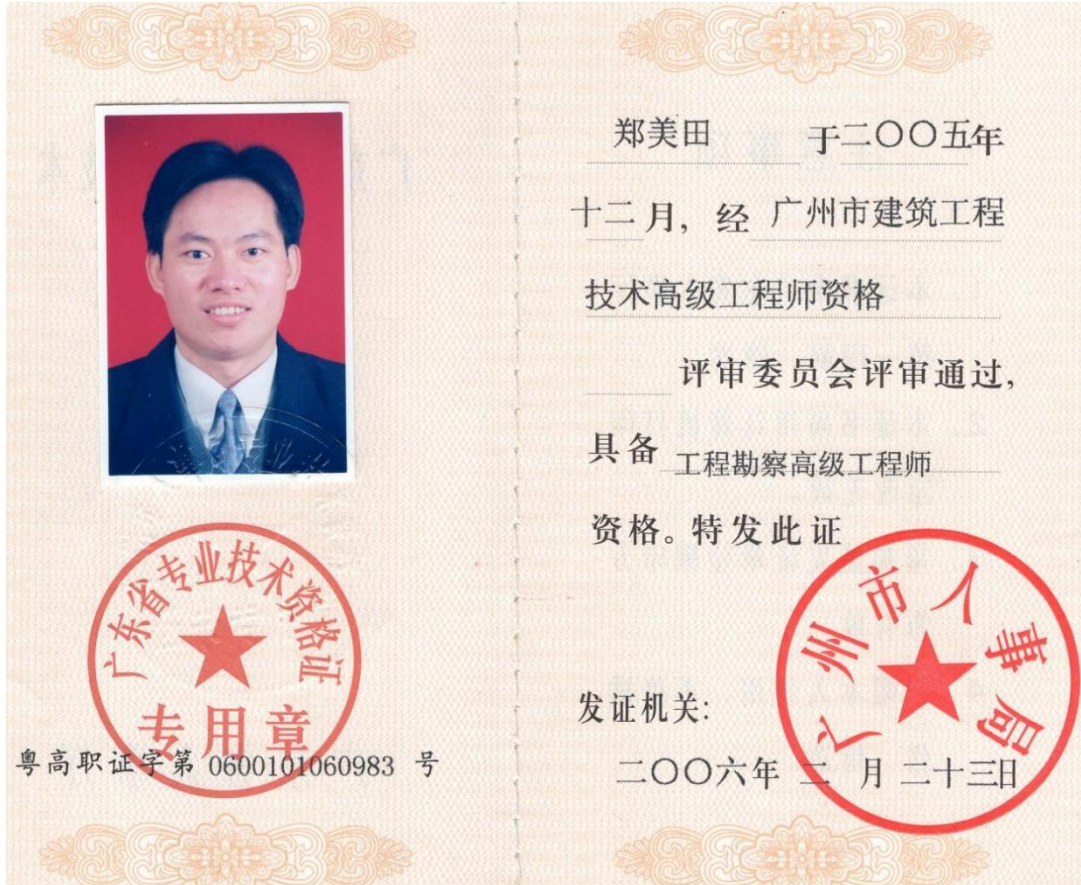 广东省专业技术资格证
专用章
粤高职证字第 0600101060983 号
郑美田 于二〇〇五年
十二月，经 广州市建筑工程
技术高级工程师资格
评审委员会评审通过，
具备 工程勘察高级工程师
资格。特发此证
广州市人事局
发证机关：
二〇〇六年 二 月 二十三日